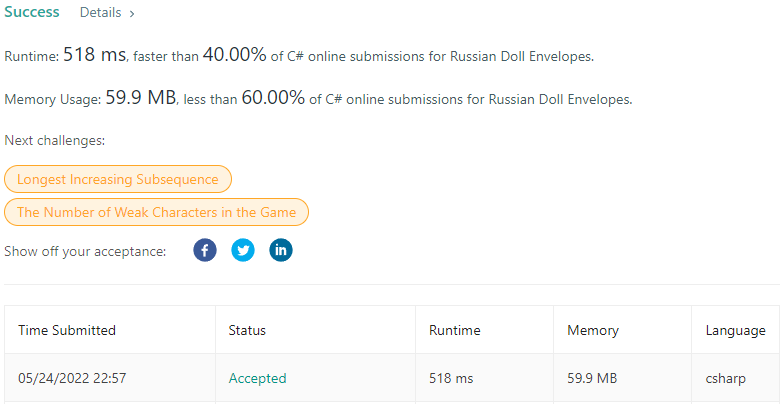 Success Details ›
Runtime: 518 ms, faster than 40.00% of C# online submissions for Russian Doll Envelopes.
Memory Usage: 59.9 MB, less than 60.00% of C# online submissions for Russian Doll Envelopes.
Next challenges:
Longest Increasing Subsequence
The Number of Weak Characters in the Game
Show off your acceptance: f in
Time Submitted Status Runtime Memory Language
05/24/2022 22:57 Accepted 518 ms 59.9 MB csharp